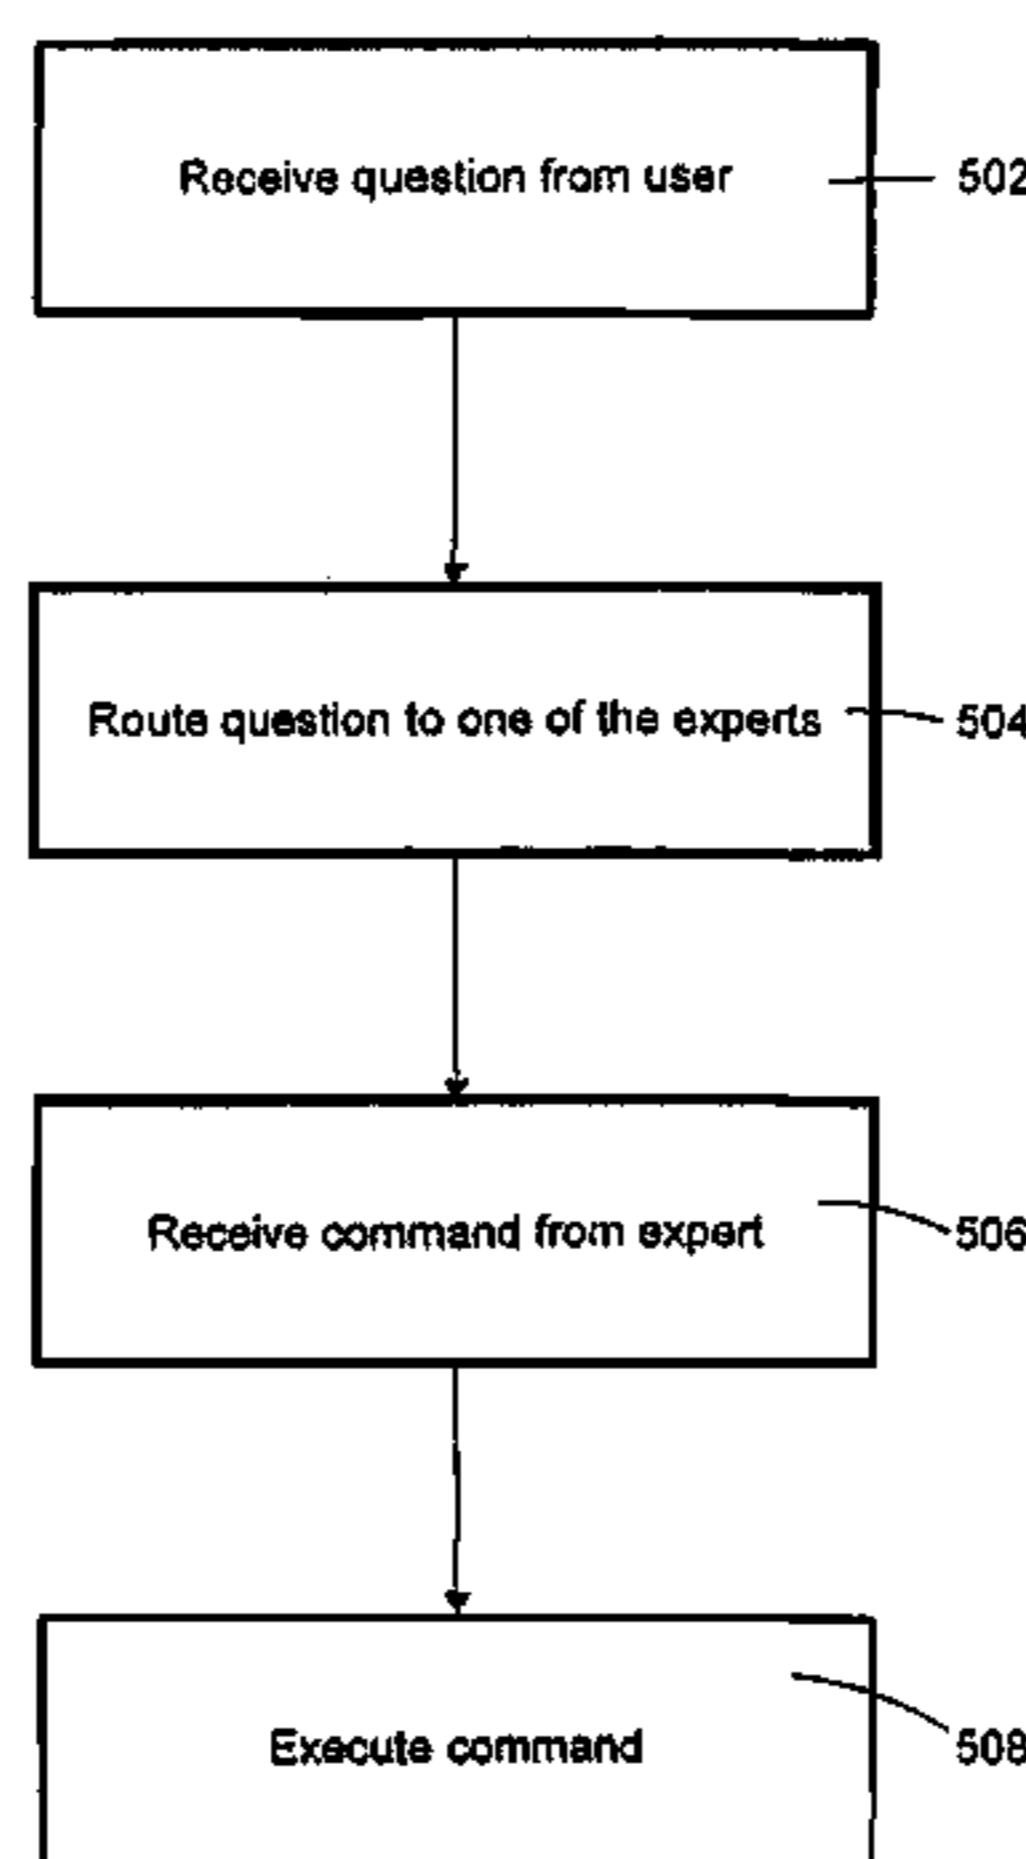 Receive question from user
502
Route question to one of the experts
504
Receive command from expert
506
Execute command
508